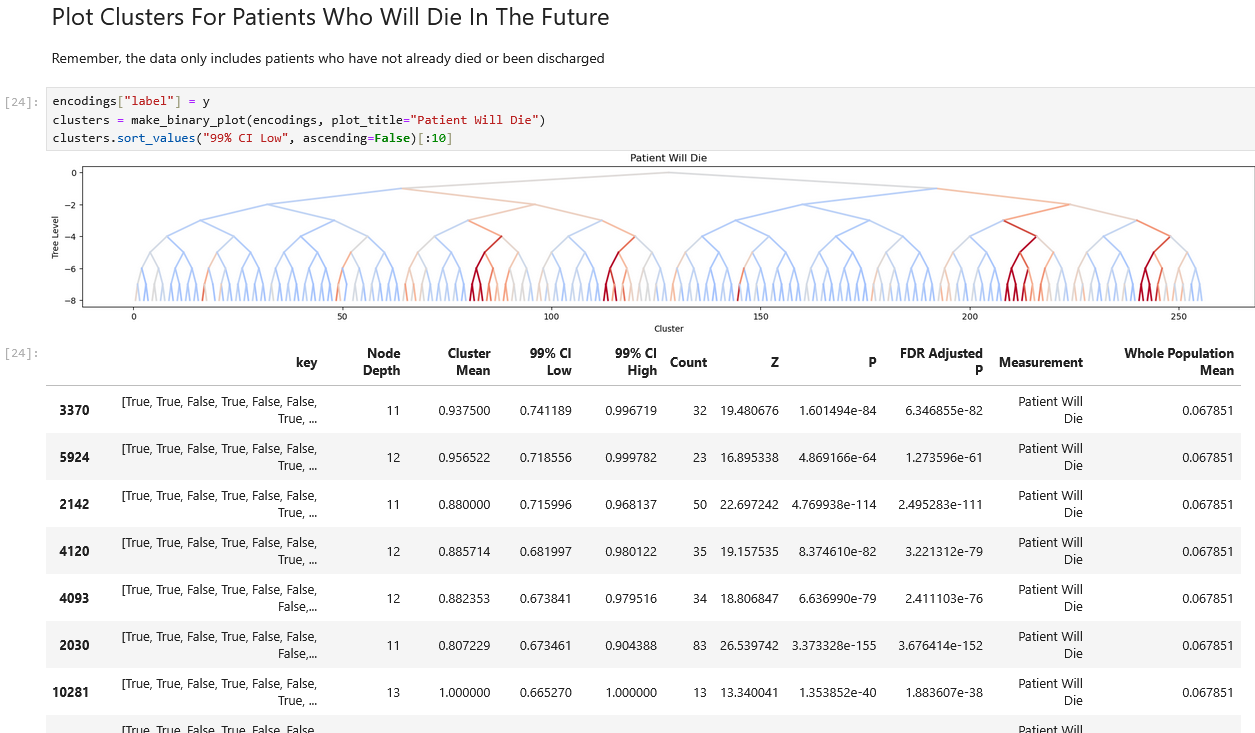 Plot Clusters For Patients Who Will Die In The Future
Remember, the data only includes patients who have not already died or been discharged
[24]:
encodings["label"] = y
clusters = make_binary_plot(encodings, plot_title="Patient Will Die")
clusters.sort_values("99% CI Low", ascending=False)[:10]
Patient Will Die
Tree Level
0
−2
−4
−6
−8
0 50 100 150 200 250
Cluster
[24]:
key Node Depth Cluster Mean 99% CI Low 99% CI High Count Z P FDR Adjusted P Measurement Whole Population Mean
3370 [True, True, False, True, False, False, True, ... 11 0.937500 0.741189 0.996719 32 19.480676 1.601494e-84 6.346855e-82 Patient Will Die 0.067851
5924 [True, True, False, True, False, False, True, ... 12 0.956522 0.718556 0.999782 23 16.895338 4.869166e-64 1.273596e-61 Patient Will Die 0.067851
2142 [True, True, False, True, False, False, True, ... 11 0.880000 0.715996 0.968137 50 22.697242 4.769938e-114 2.495283e-111 Patient Will Die 0.067851
4120 [True, True, False, True, False, False, True, ... 12 0.885714 0.681997 0.980122 35 19.157535 8.374610e-82 3.221312e-79 Patient Will Die 0.067851
4093 [True, True, False, True, False, False, False,... 12 0.882353 0.673841 0.979516 34 18.806847 6.636990e-79 2.411103e-76 Patient Will Die 0.067851
2030 [True, True, False, True, False, False, False,... 11 0.807229 0.673461 0.904388 83 26.539742 3.373328e-155 3.676414e-152 Patient Will Die 0.067851
10281 [True, True, False, True, False, False, True, ... 13 1.000000 0.665270 1.000000 13 13.340041 1.353852e-40 1.883607e-38 Patient Will Die 0.067851
[True, True, False, True, False, False, Patient Will